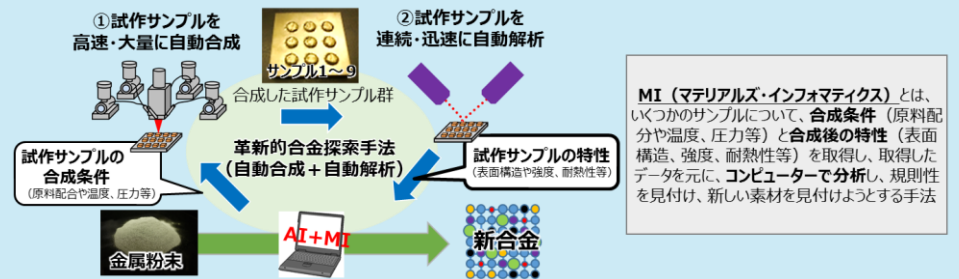 ①試作サンプルを
高速・大量に自動合成
サンプル1～9
合成した試作サンプル群
②試作サンプルを
連続・迅速に自動解析
革新的合金探索手法
（自動合成＋自動解析）
試作サンプルの
合成条件
（原料配合や温度、圧力等）
試作サンプルの特性
（表面構造や強度、耐熱性等）
金属粉末
AI+MI
新合金
MI（マテリアルズ・インフォマティクス）とは、
いくつかのサンプルについて、合成条件（原料配
分や温度、圧力等）と合成後の特性（表面
構造、強度、耐熱性等）を取得し、取得した
データを元に、コンピューターで分析し、規則性
を見付け、新しい素材を見付けようとする手法